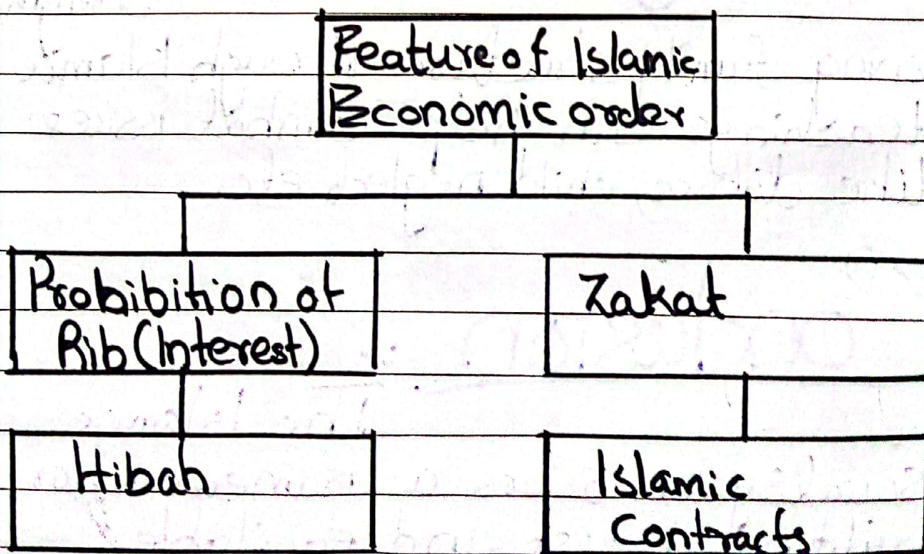 Feature of Islamic
Economic order
Probibition of
Rib (Interest)
Zakat
Hibah
Islamic
Contracts